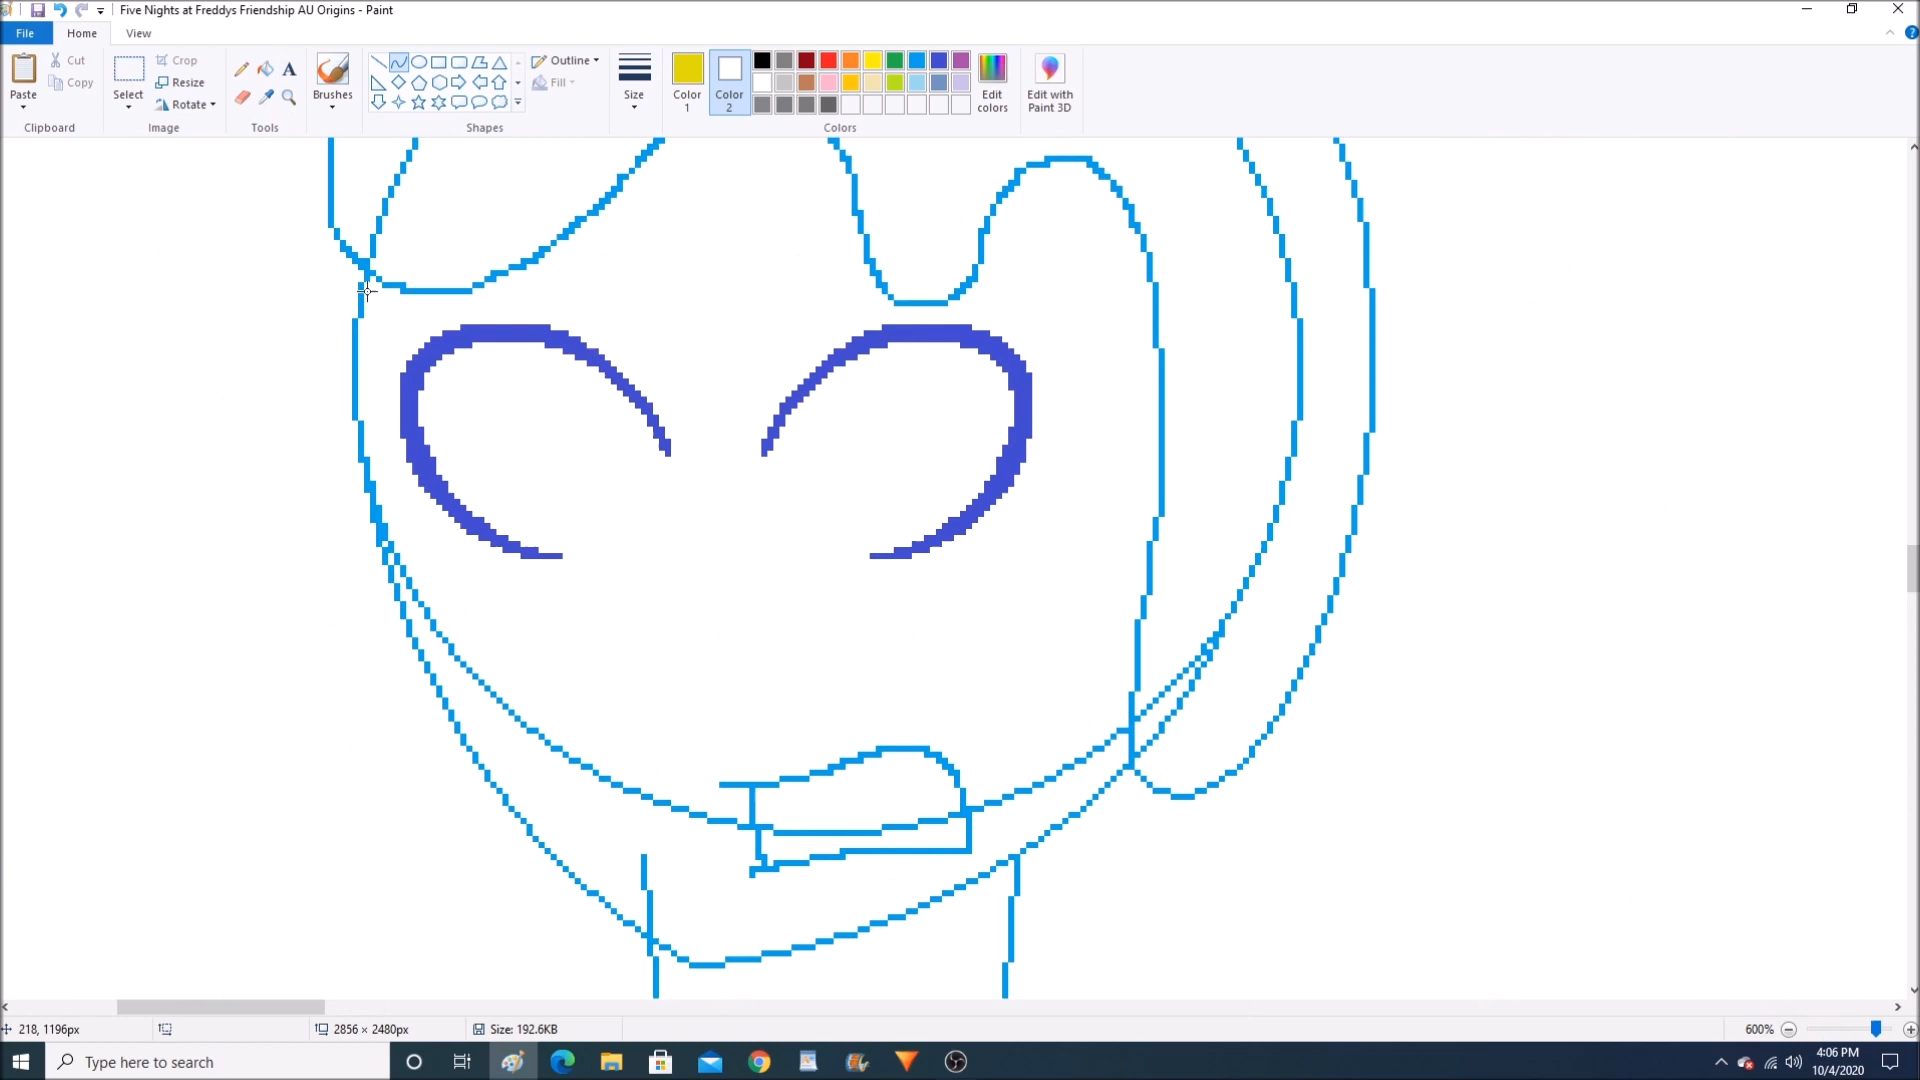 Five Nights at Freddys Friendship AU Origins - Paint
File
Home
View
Paste
Cut
Copy
Clipboard
Select
Crop
Resize
Rotate
Image
A
Tools
Brushes
Outline
Fill
Shapes
Size
Color
1
Color
2
Edit
colors
Colors
Edit with
Paint 3D
218, 1196px
2856 × 2480px
Size: 192.6KB
600%
Type here to search
4:06 PM
10/4/2020